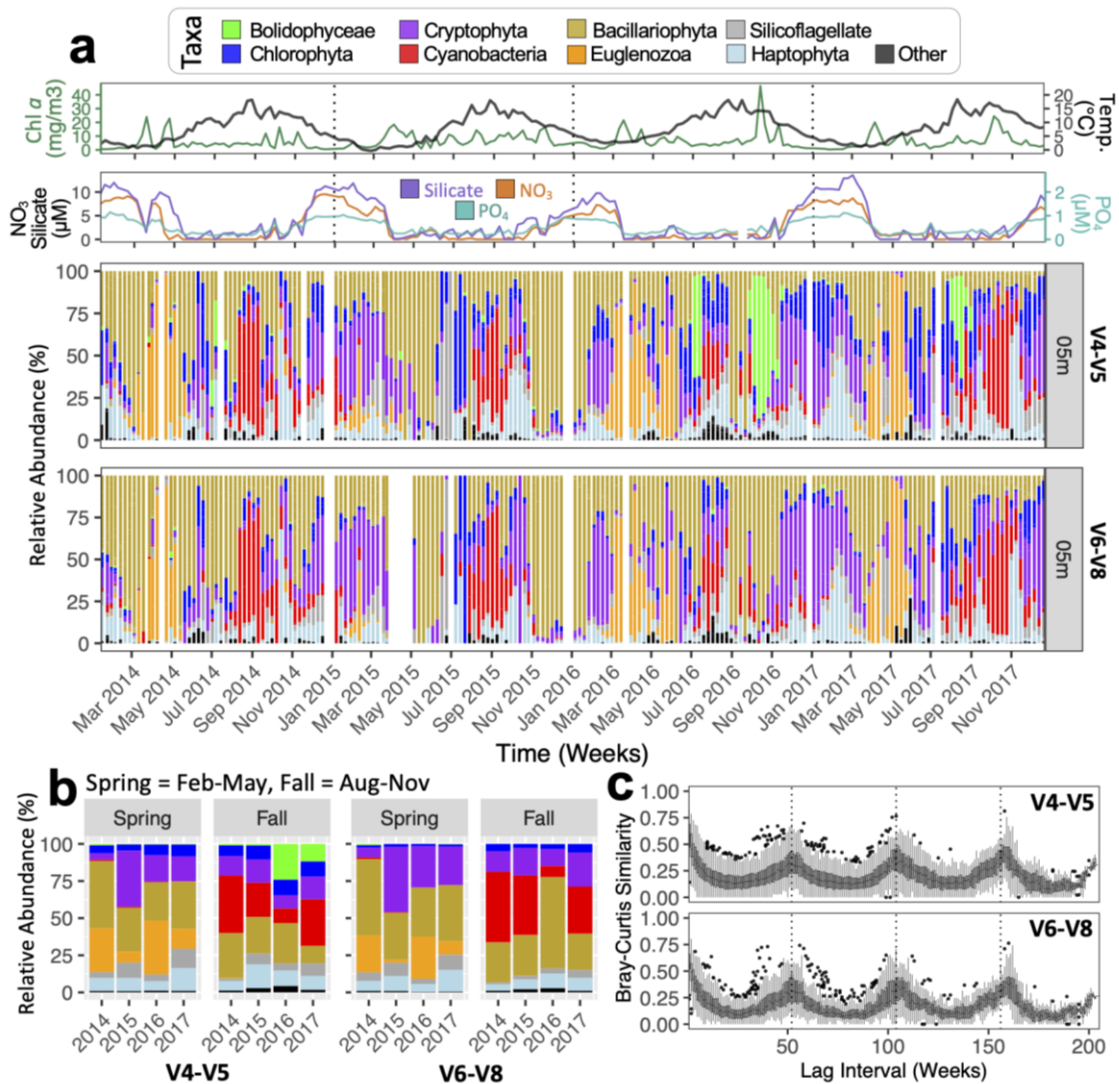 a
Taxa
Bolidophyceae Cryptophyta Bacillariophyta Silicoflagellate
Chlorophyta Cyanobacteria Euglenozoa Haptophyta Other
Chl a
(mg/m3)
40
30
20
10
0
20
15
10
5
0
Temp.
(°C)
NO3
Silicate
(µM)
10
5
0
Silicate NO3
PO4
2
1
0
PO4
(µM)
Relative Abundance (%)
100
75
50
25
0
05m
V4-V5
100
75
50
25
0
05m
V6-V8
Mar 2014 May 2014 Jul 2014 Sep 2014 Nov 2014 Jan 2015 Mar 2015 May 2015 Jul 2015 Sep 2015 Nov 2015 Jan 2016 Mar 2016 May 2016 Jul 2016 Sep 2016 Nov 2016 Jan 2017 Mar 2017 May 2017 Jul 2017 Sep 2017 Nov 2017
Time (Weeks)
b
Spring = Feb-May, Fall = Aug-Nov
Spring Fall Spring Fall
Relative Abundance (%)
100
75
50
25
0
2014 2015 2016 2017 2014 2015 2016 2017 2014 2015 2016 2017 2014 2015 2016 2017
V4-V5 V6-V8
c
Bray-Curtis Similarity
1.00
0.75
0.50
0.25
0.00
V4-V5
1.00
0.75
0.50
0.25
0.00
V6-V8
50 100 150 200
Lag Interval (Weeks)